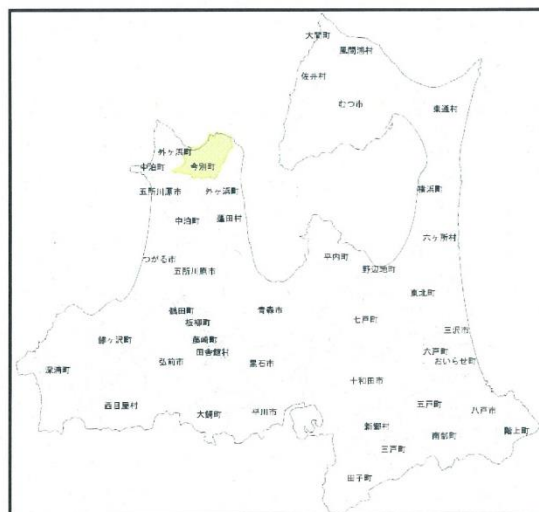 大間町
風間浦村
佐井村
むつ市
東通村
外ヶ浜町
中泊町
今別町
五所川原市
外ヶ浜町
横浜町
中泊町
蓬田村
六ヶ所村
平内町
野辺地町
つがる市
五所川原市
東北町
鶴田町
青森市
板柳町
七戸町
三沢市
鰺ヶ沢町
藤崎町
田舎館村
六戸町
おいらせ町
弘前市
黒石市
深浦町
十和田市
西目屋村
大鰐町
平川市
五戸町
八戸市
新郷村
南部町
階上町
三戸町
田子町